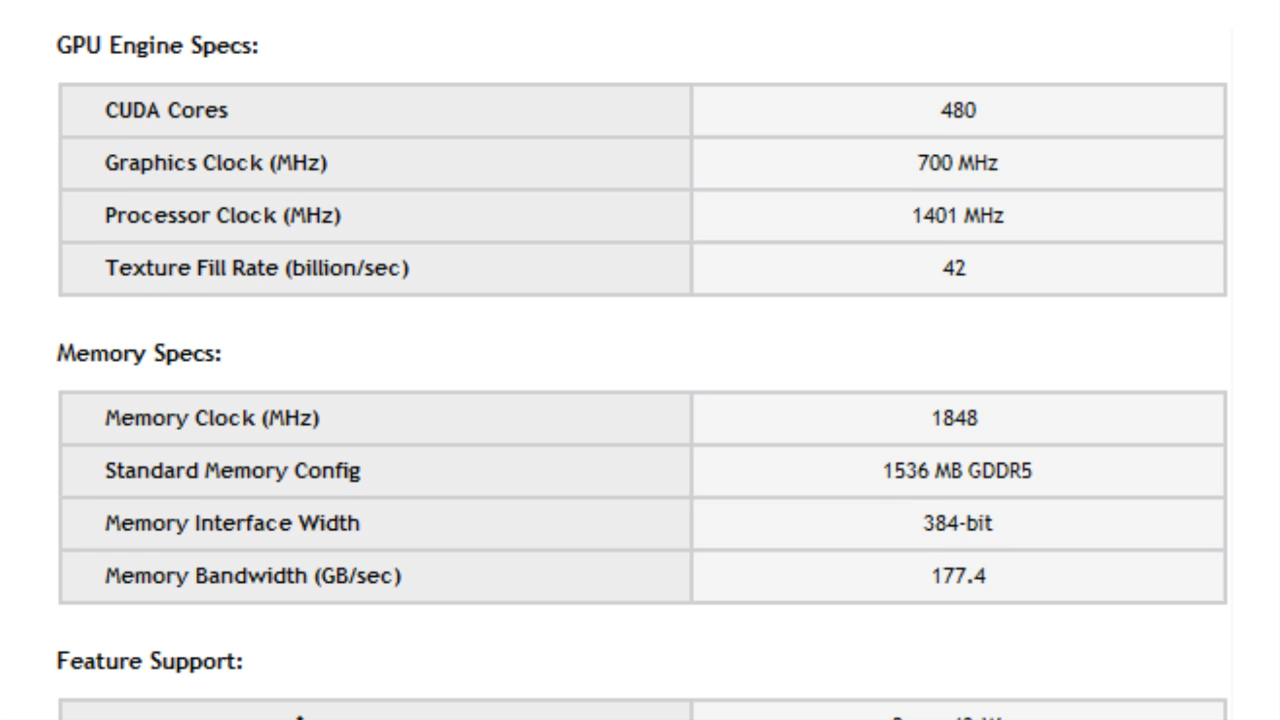 GPU Engine Specs:
CUDA Cores 480
Graphics Clock (MHz) 700 MHz
Processor Clock (MHz) 1401 MHz
Texture Fill Rate (billion/sec) 42
Memory Specs:
Memory Clock (MHz) 1848
Standard Memory Config 1536 MB GDDR5
Memory Interface Width 384-bit
Memory Bandwidth (GB/sec) 177.4
Feature Support: